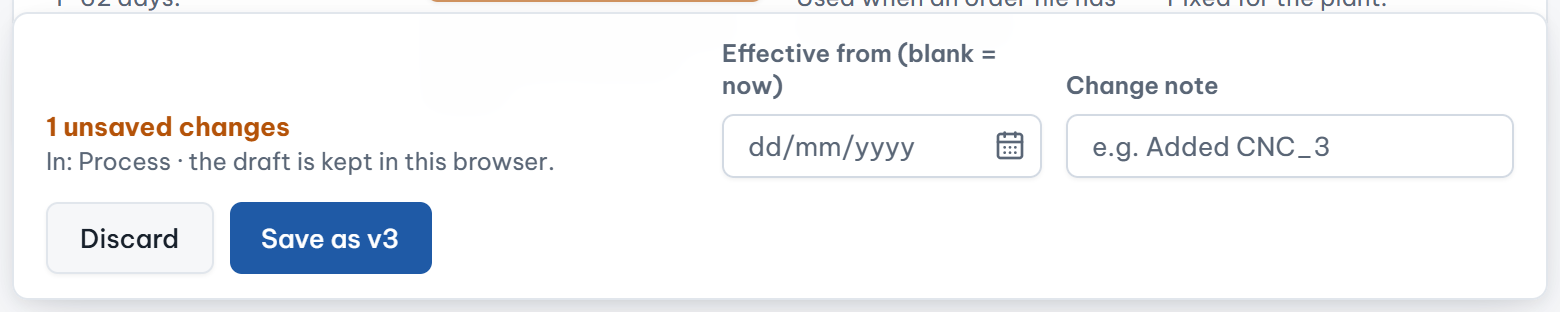 Effective from (blank =
now)
Change note
1 unsaved changes
In: Process · the draft is kept in this browser.
dd/mm/yyyy
e.g. Added CNC_3
Discard
Save as v3